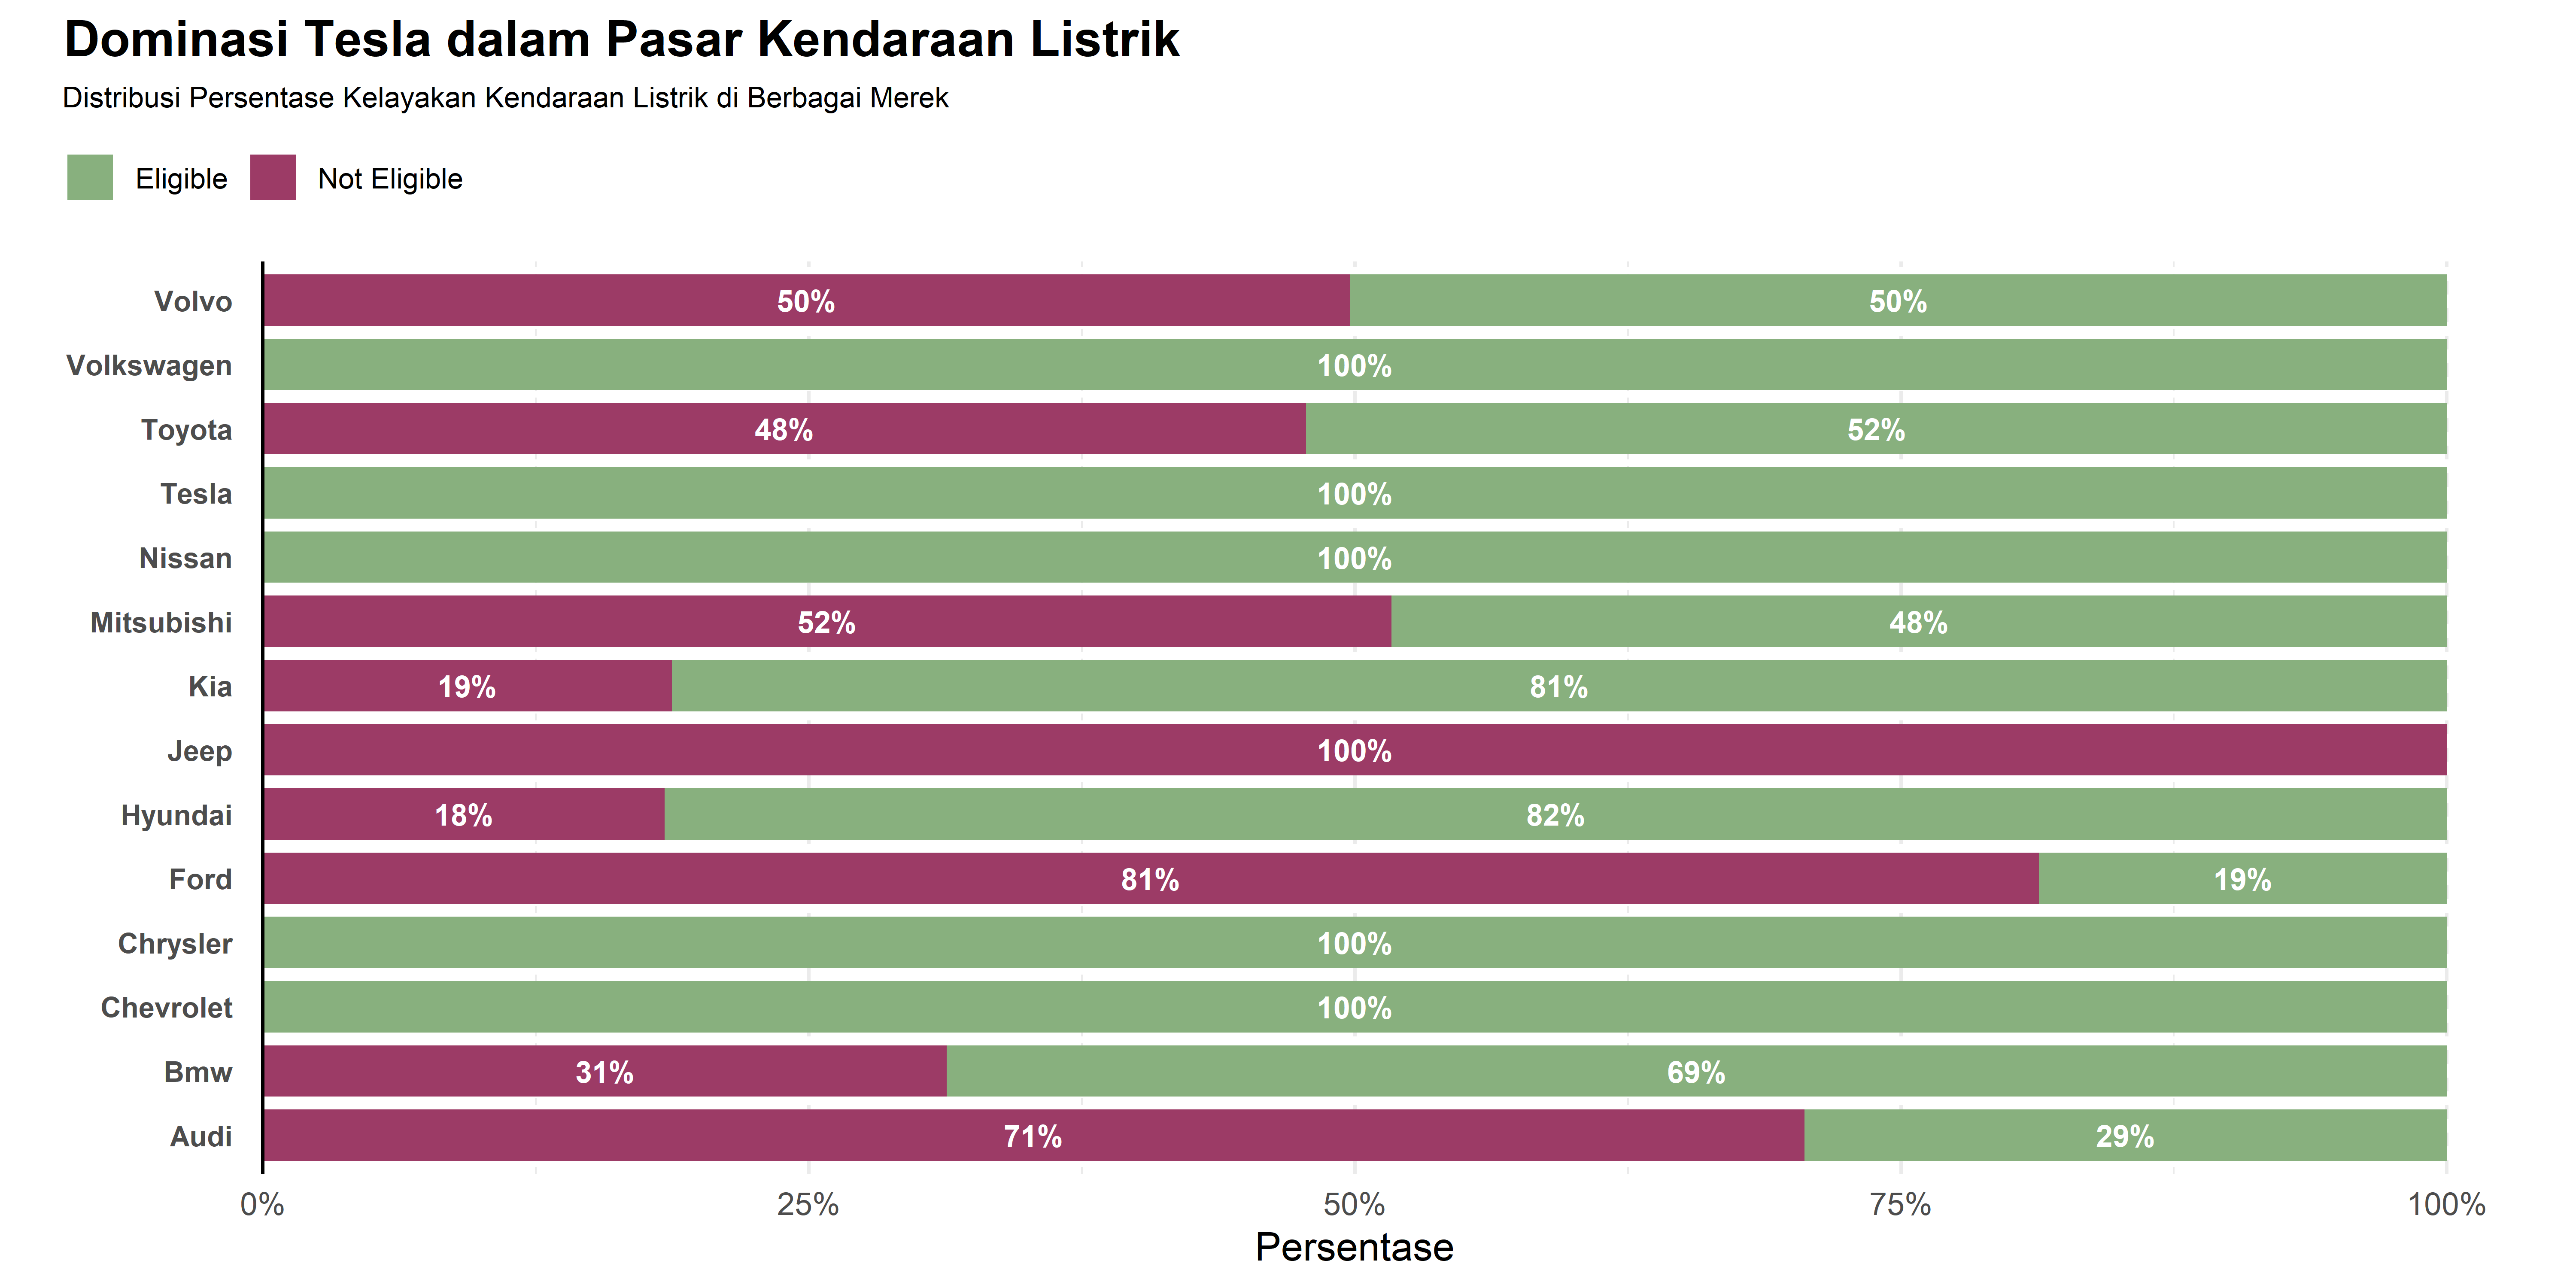 Dominasi Tesla dalam Pasar Kendaraan Listrik
Distribusi Persentase Kelayakan Kendaraan Listrik di Berbagai Merek
Eligible Not Eligible
Volvo 50% 50%
Volkswagen 100%
Toyota 48% 52%
Tesla 100%
Nissan 100%
Mitsubishi 52% 48%
Kia 19% 81%
Jeep 100%
Hyundai 18% 82%
Ford 81% 19%
Chrysler 100%
Chevrolet 100%
Bmw 31% 69%
Audi 71% 29%
0% 25% 50% 75% 100%
Persentase